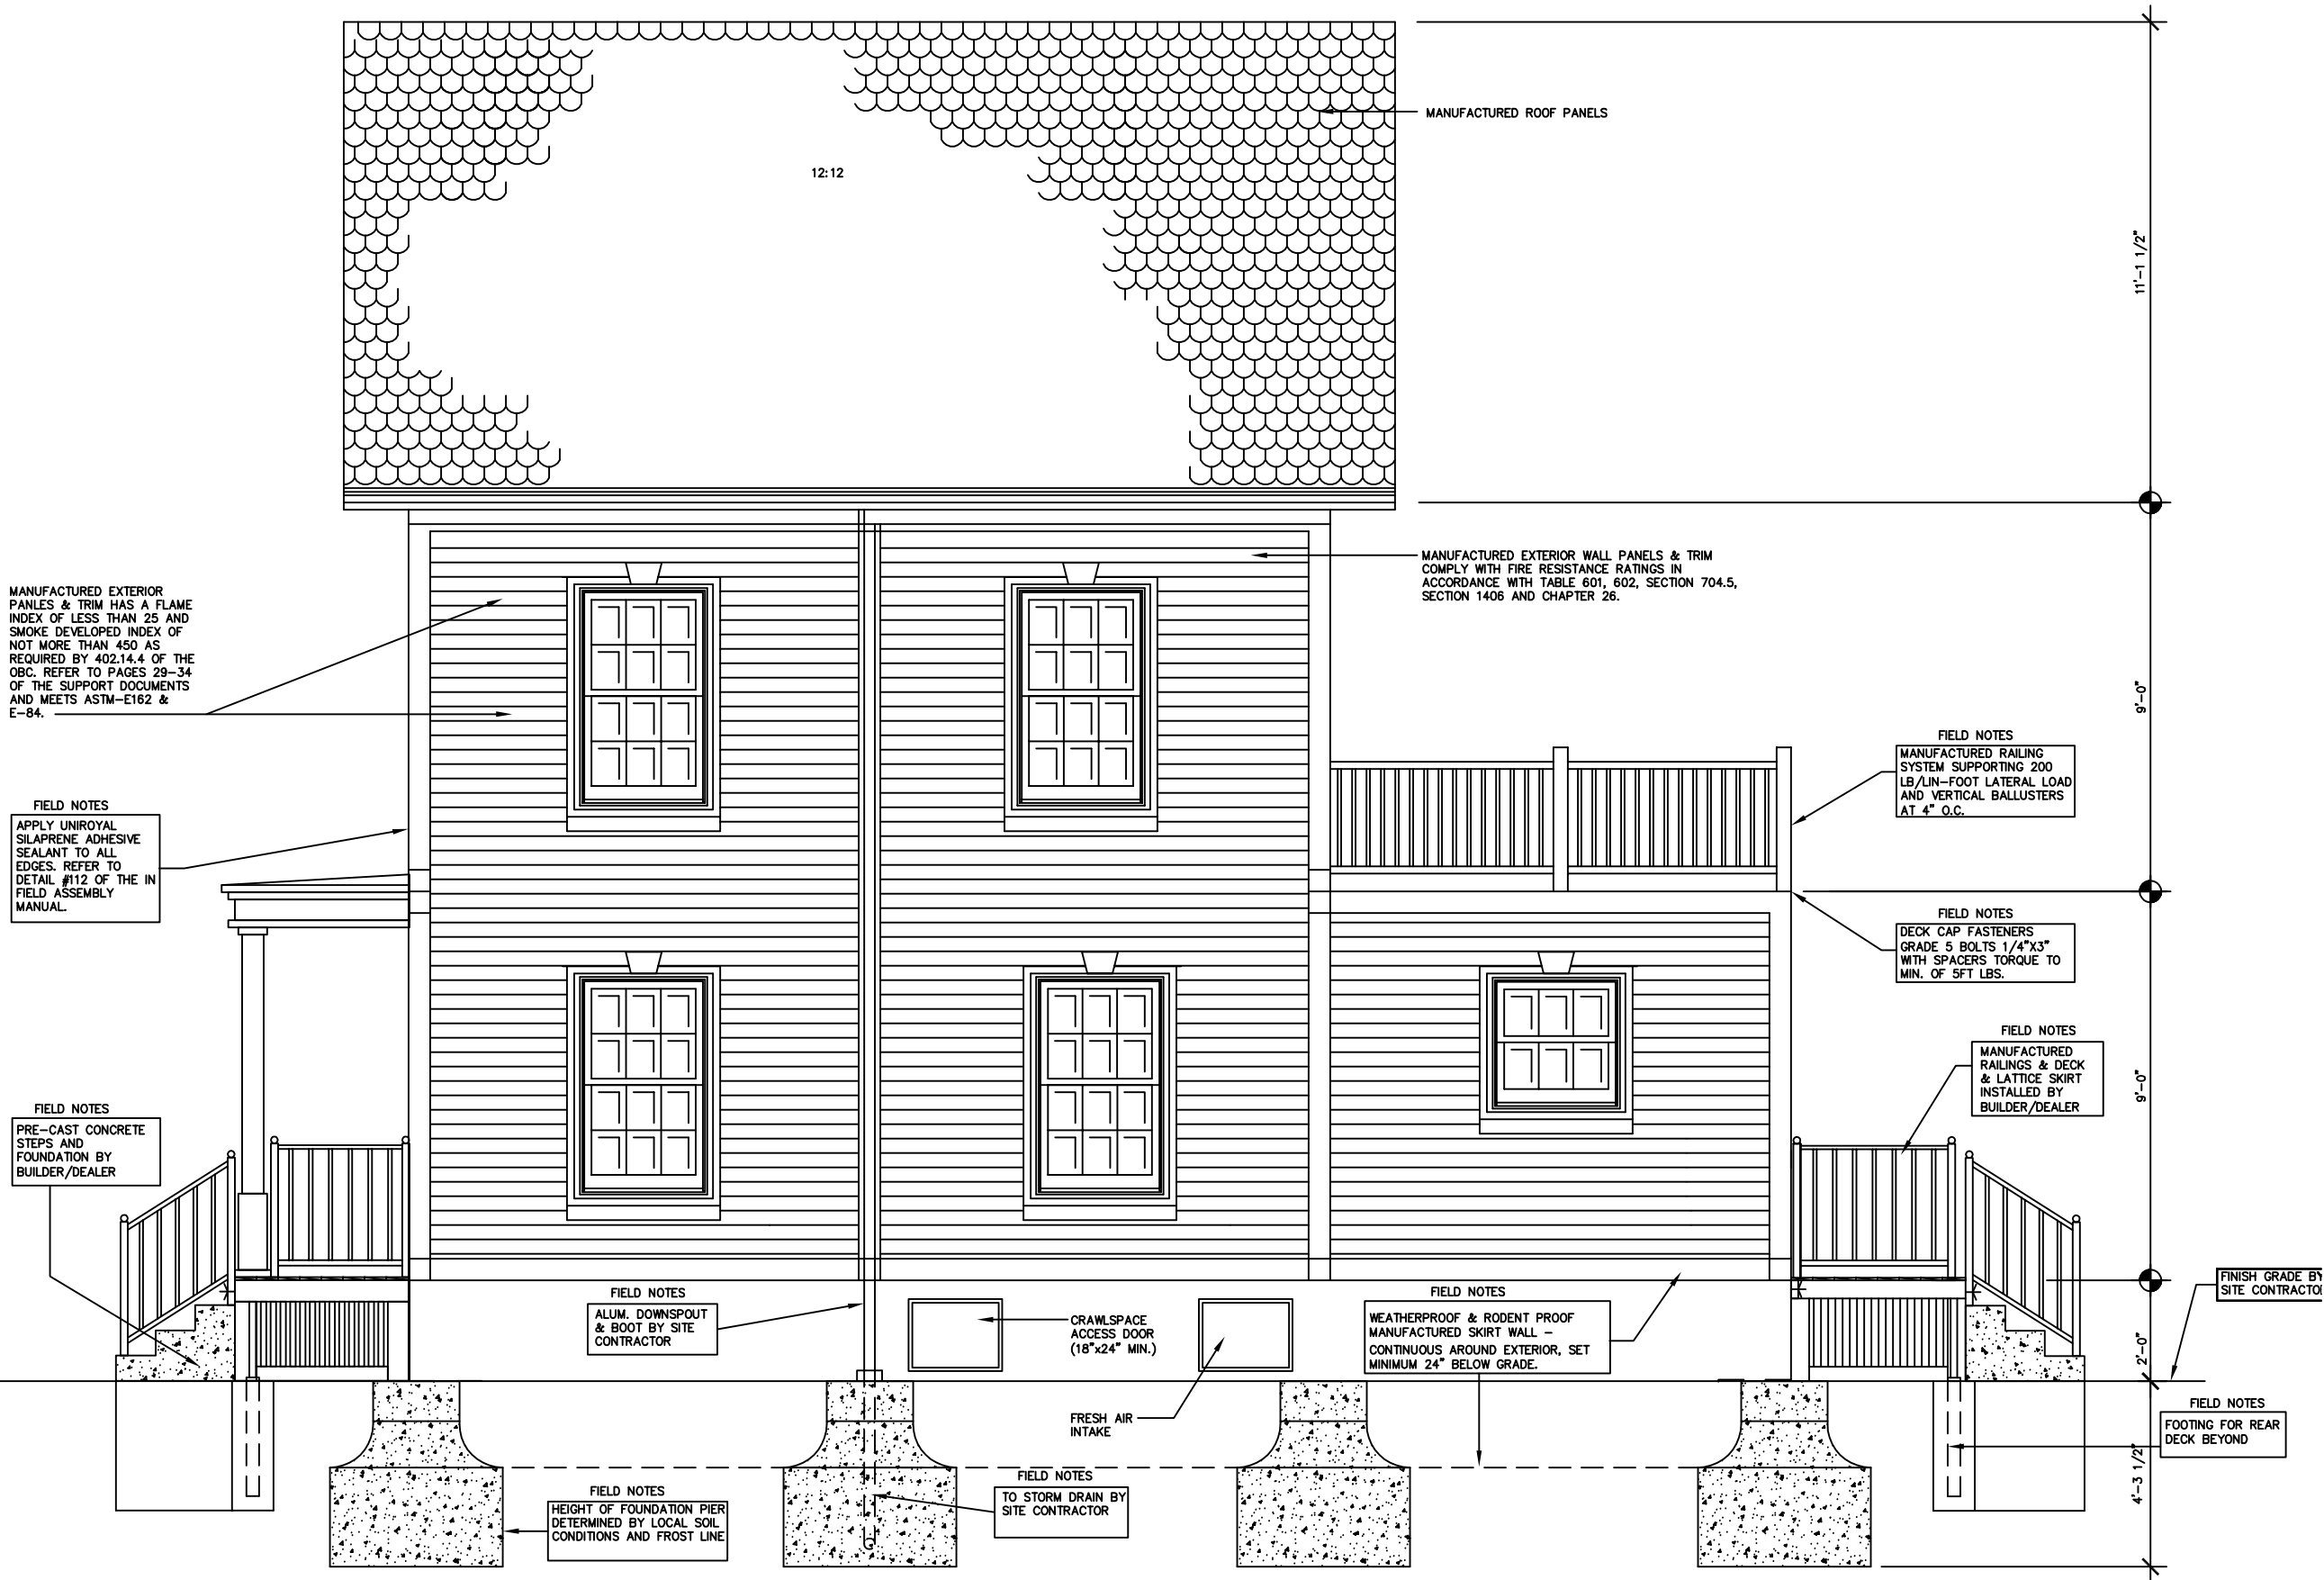 MANUFACTURED ROOF PANELS
12:12
11'-1 1/2"
MANUFACTURED EXTERIOR WALL PANELS & TRIM
COMPLY WITH FIRE RESISTANCE RATINGS IN
ACCORDANCE WITH TABLE 601, 602, SECTION 704.5,
SECTION 1406 AND CHAPTER 26.
MANUFACTURED EXTERIOR
PANLES & TRIM HAS A FLAME
INDEX OF LESS THAN 25 AND
SMOKE DEVELOPED INDEX OF
NOT MORE THAN 450 AS
REQUIRED BY 402.14.4 OF THE
OBC. REFER TO PAGES 29-34
OF THE SUPPORT DOCUMENTS
AND MEETS ASTM-E162 &
E-84.
9'-0"
FIELD NOTES
MANUFACTURED RAILING
SYSTEM SUPPORTING 200
LB/LIN-FOOT LATERAL LOAD
AND VERTICAL BALLUSTERS
AT 4" O.C.
FIELD NOTES
APPLY UNIROYAL
SILAPRENE ADHESIVE
SEALANT TO ALL
EDGES. REFER TO
DETAIL #112 OF THE IN
FIELD ASSEMBLY
MANUAL.
FIELD NOTES
DECK CAP FASTENERS
GRADE 5 BOLTS 1/4"X3"
WITH SPACERS TORQUE TO
MIN. OF 5FT LBS.
FIELD NOTES
MANUFACTURED
RAILINGS & DECK
& LATTICE SKIRT
INSTALLED BY
BUILDER/DEALER
9'-0"
FIELD NOTES
PRE-CAST CONCRETE
STEPS AND
FOUNDATION BY
BUILDER/DEALER
FIELD NOTES
ALUM. DOWNSPOUT
& BOOT BY SITE
CONTRACTOR
CRAWLSPACE
ACCESS DOOR
(18"x24" MIN.)
FIELD NOTES
WEATHERPROOF & RODENT PROOF
MANUFACTURED SKIRT WALL -
CONTINUOUS AROUND EXTERIOR, SET
MINIMUM 24" BELOW GRADE.
FINISH GRADE BY
SITE CONTRACTO
2'-0"
FRESH AIR
INTAKE
FIELD NOTES
FOOTING FOR REAR
DECK BEYOND
4'-3 1/2"
FIELD NOTES
TO STORM DRAIN BY
SITE CONTRACTOR
FIELD NOTES
HEIGHT OF FOUNDATION PIER
DETERMINED BY LOCAL SOIL
CONDITIONS AND FROST LINE